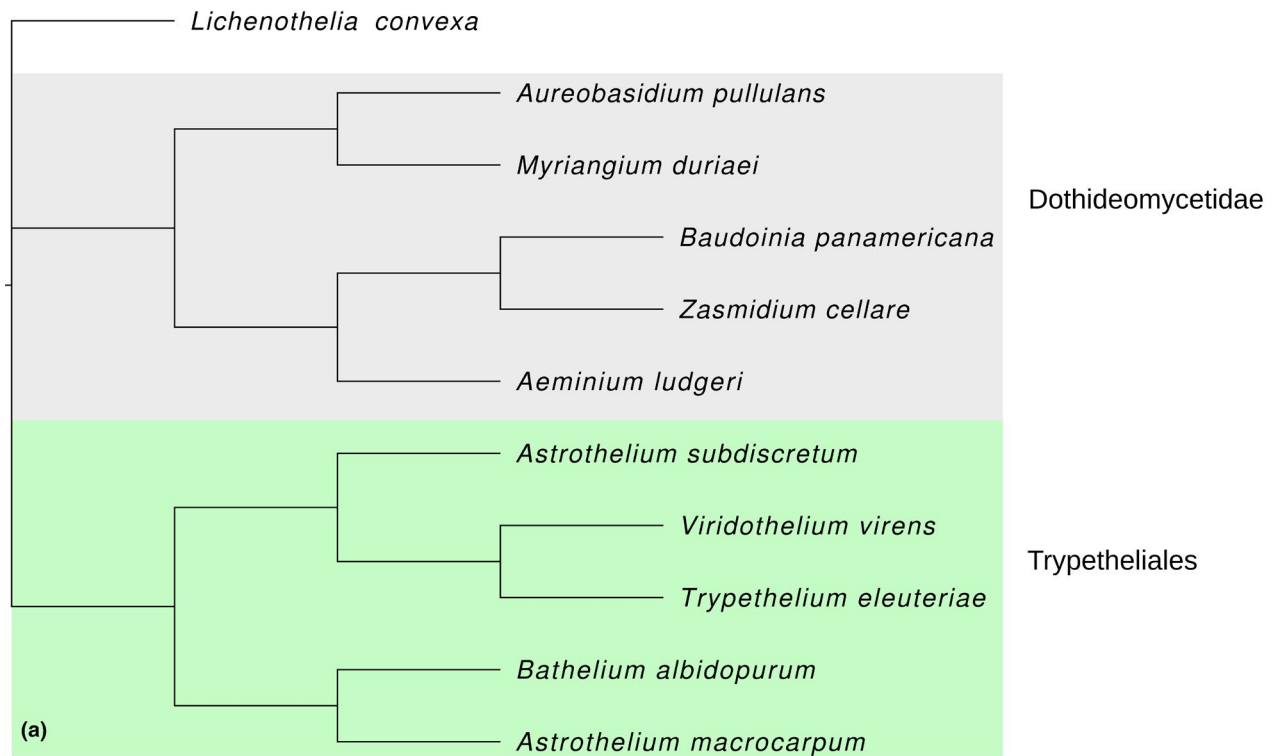 Lichenothelia convexa
Aureobasidium pullulans
Myriangium duriaei
Dothideomycetidae
Baudoinia panamericana
Zasmidium cellare
Aeminium ludgeri
Astrothelium subdiscretum
Viridothelium virens
Trypetheliales
Trypethelium eleuteriae
Bathelium albidopurum
(a)
Astrothelium macrocarpum